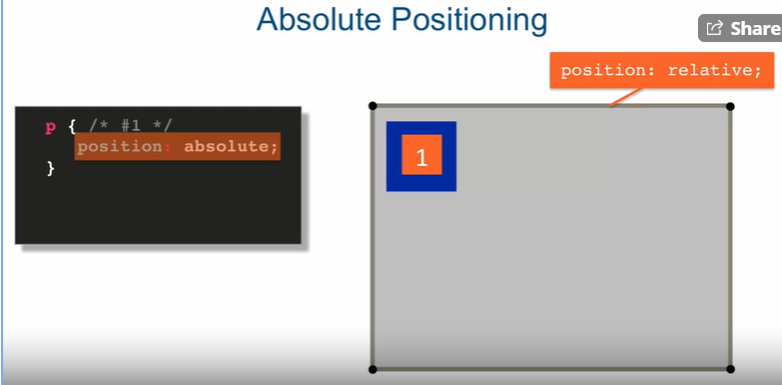 Absolute Positioning
Share
position: relative;
p { /* #1 */
position: absolute;
}
1